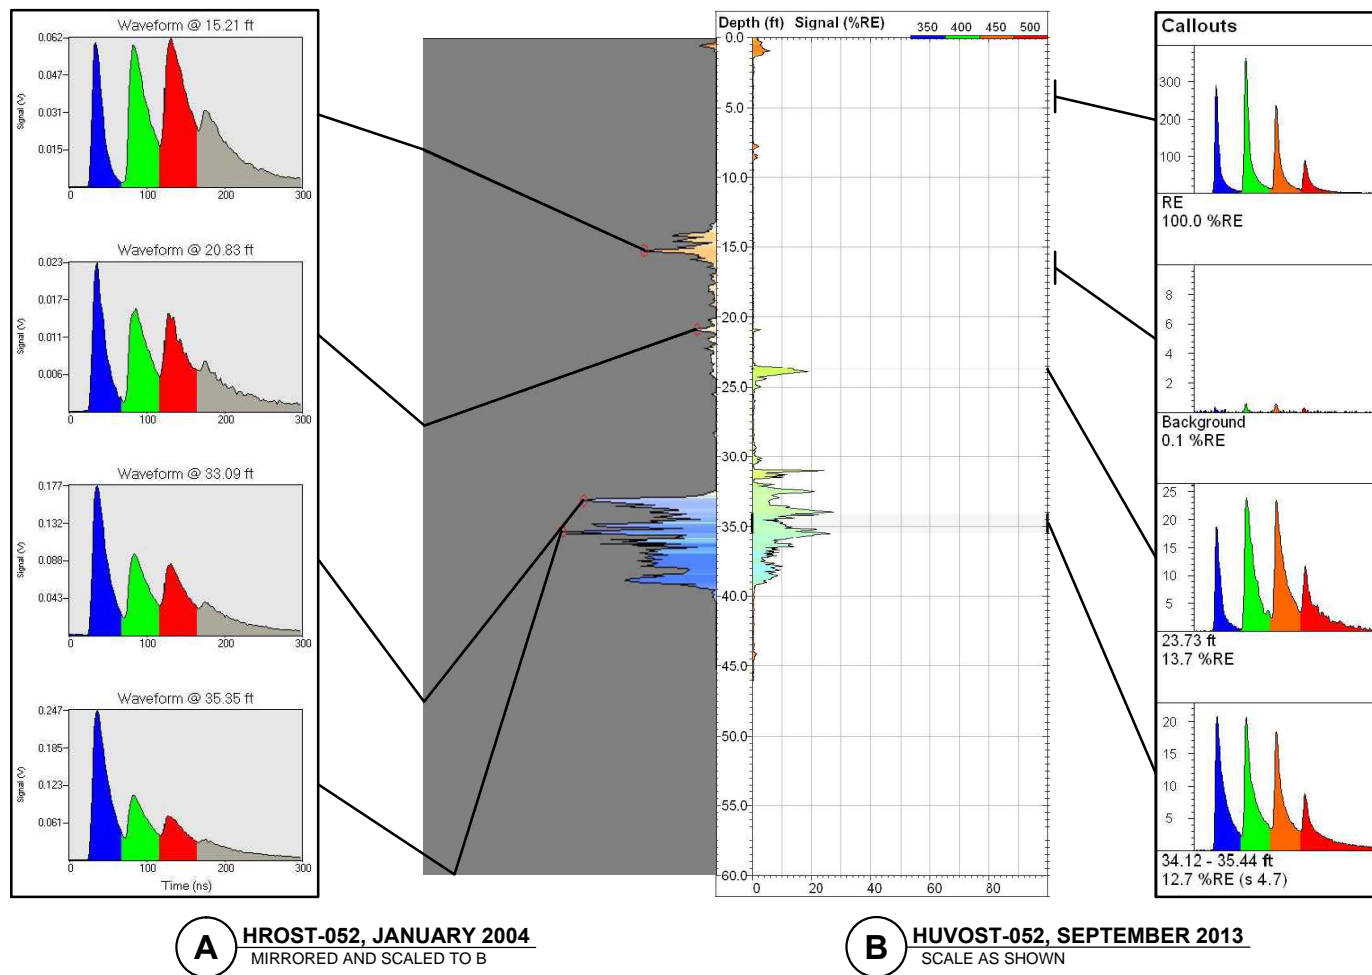 Waveform @ 15.21 ft
0.062
0.047
0.031
0.015
Signal (V)
0 100 200 300
Waveform @ 20.83 ft
0.023
0.017
0.011
0.006
Signal (V)
0 100 200 300
Waveform @ 33.09 ft
0.177
0.132
0.088
0.043
Signal (V)
0 100 200 300
Waveform @ 35.35 ft
0.247
0.185
0.123
0.061
Signal (V)
0 100 200 300
Time (ns)
Depth (ft) Signal (%RE)
350 400 450 500
0.0
5.0
10.0
15.0
20.0
25.0
30.0
35.0
40.0
45.0
50.0
55.0
60.0
0 20 40 60 80
Callouts
300
200
100
RE
100.0 %RE
8
6
4
2
Background
0.1 %RE
25
20
15
10
5
23.73 ft
13.7 %RE
20
15
10
5
34.12 - 35.44 ft
12.7 %RE (s 4.7)
A HROST-052, JANUARY 2004
MIRRORED AND SCALED TO B
B HUVOST-052, SEPTEMBER 2013
SCALE AS SHOWN